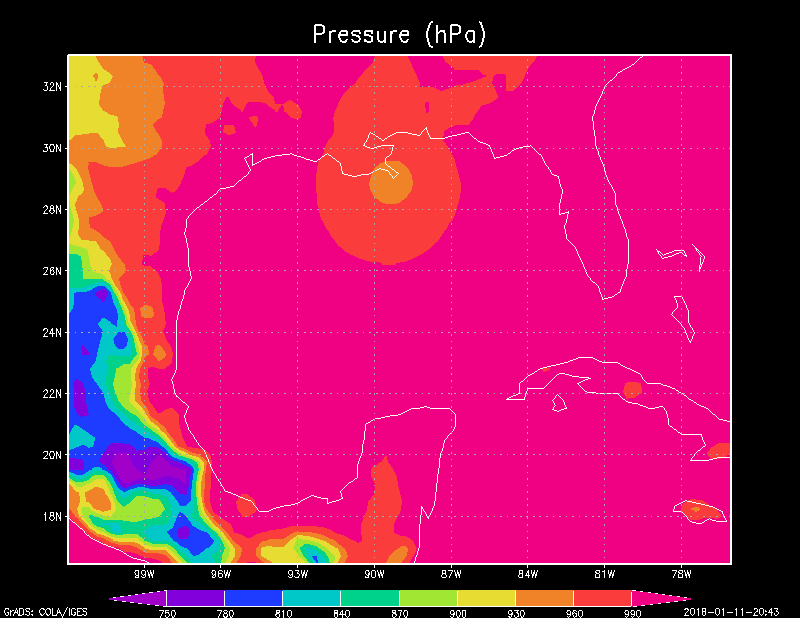 Pressure (hPa)
32N
30N
28N
26N
24N
22N
20N
18N
99W 96W 93W 90W 87W 84W 81W 78W
750 780 810 840 870 900 930 960 990
GrADS: COLA/IGES 2018-01-11-20:43